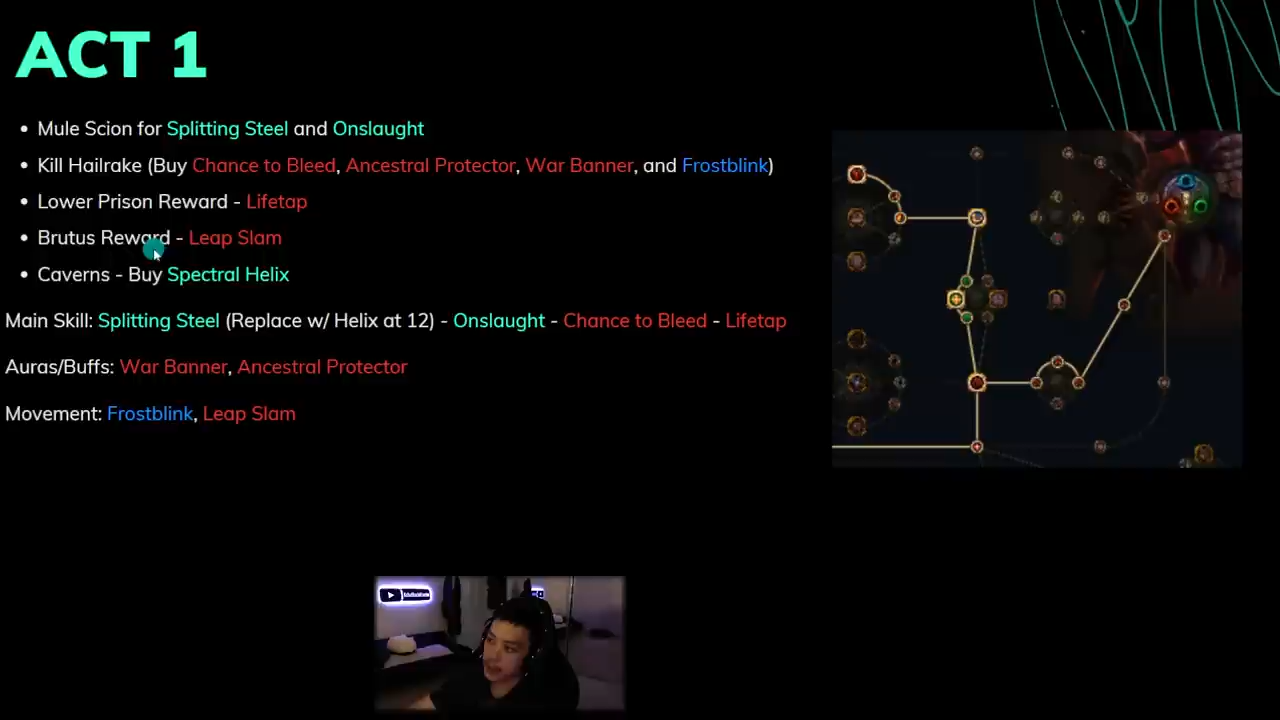 ACT 1
• Mule Scion for Splitting Steel and Onslaught
• Kill Hailrake (Buy Chance to Bleed, Ancestral Protector, War Banner, and Frostblink)
• Lower Prison Reward - Lifetap
• Brutus Reward - Leap Slam
• Caverns - Buy Spectral Helix
Main Skill: Splitting Steel (Replace w/ Helix at 12) - Onslaught - Chance to Bleed - Lifetap
Auras/Buffs: War Banner, Ancestral Protector
Movement: Frostblink, Leap Slam